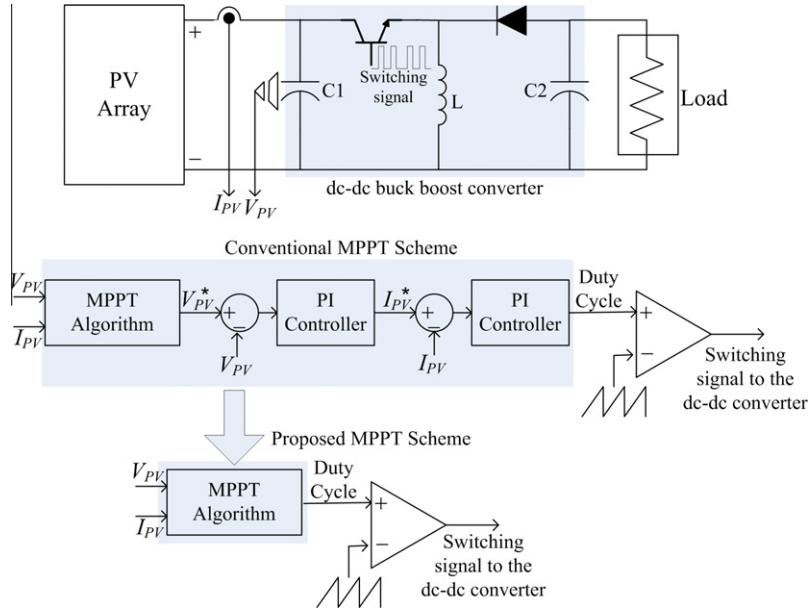 PV
Array
+
−
I_PV
V_PV
C1
Switching
signal
L
C2
Load
dc-dc buck boost converter
Conventional MPPT Scheme
V_PV
I_PV
MPPT
Algorithm
V_PV*
+
−
V_PV
PI
Controller
I_PV*
+
−
I_PV
PI
Controller
Duty
Cycle
+
−
Switching
signal to the
dc-dc converter
Proposed MPPT Scheme
V_PV
I_PV
MPPT
Algorithm
Duty
Cycle
+
−
Switching
signal to the
dc-dc converter